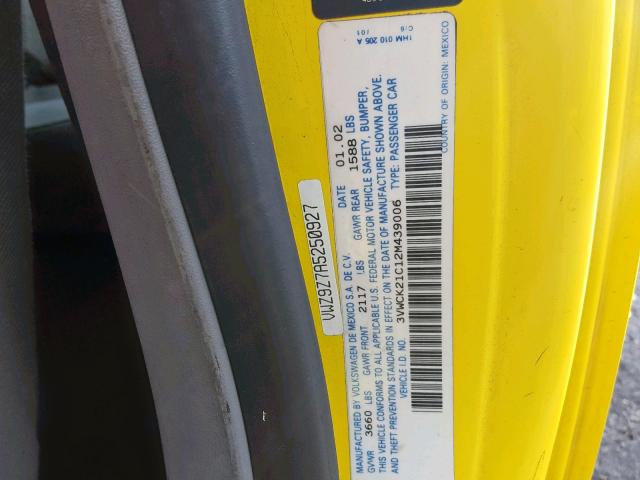 VWZ9Z7A5250927
MANUFACTURED BY VOLKSWAGEN DE MEXICO S.A. DE C.V. DATE 01.02
GVWR 3660 LBS GAWR FRONT 2117 LBS GAWR REAR 1588 LBS
THIS VEHICLE CONFORMS TO ALL APPLICABLE U.S. FEDERAL MOTOR VEHICLE SAFETY, BUMPER,
AND THEFT PREVENTION STANDARDS IN EFFECT ON THE DATE OF MANUFACTURE SHOWN ABOVE.
VEHICLE I.D. NO. 3VWCK21C12M439006 TYPE: PASSENGER CAR
1HM 010 205 A
COUNTRY OF ORIGIN: MEXICO